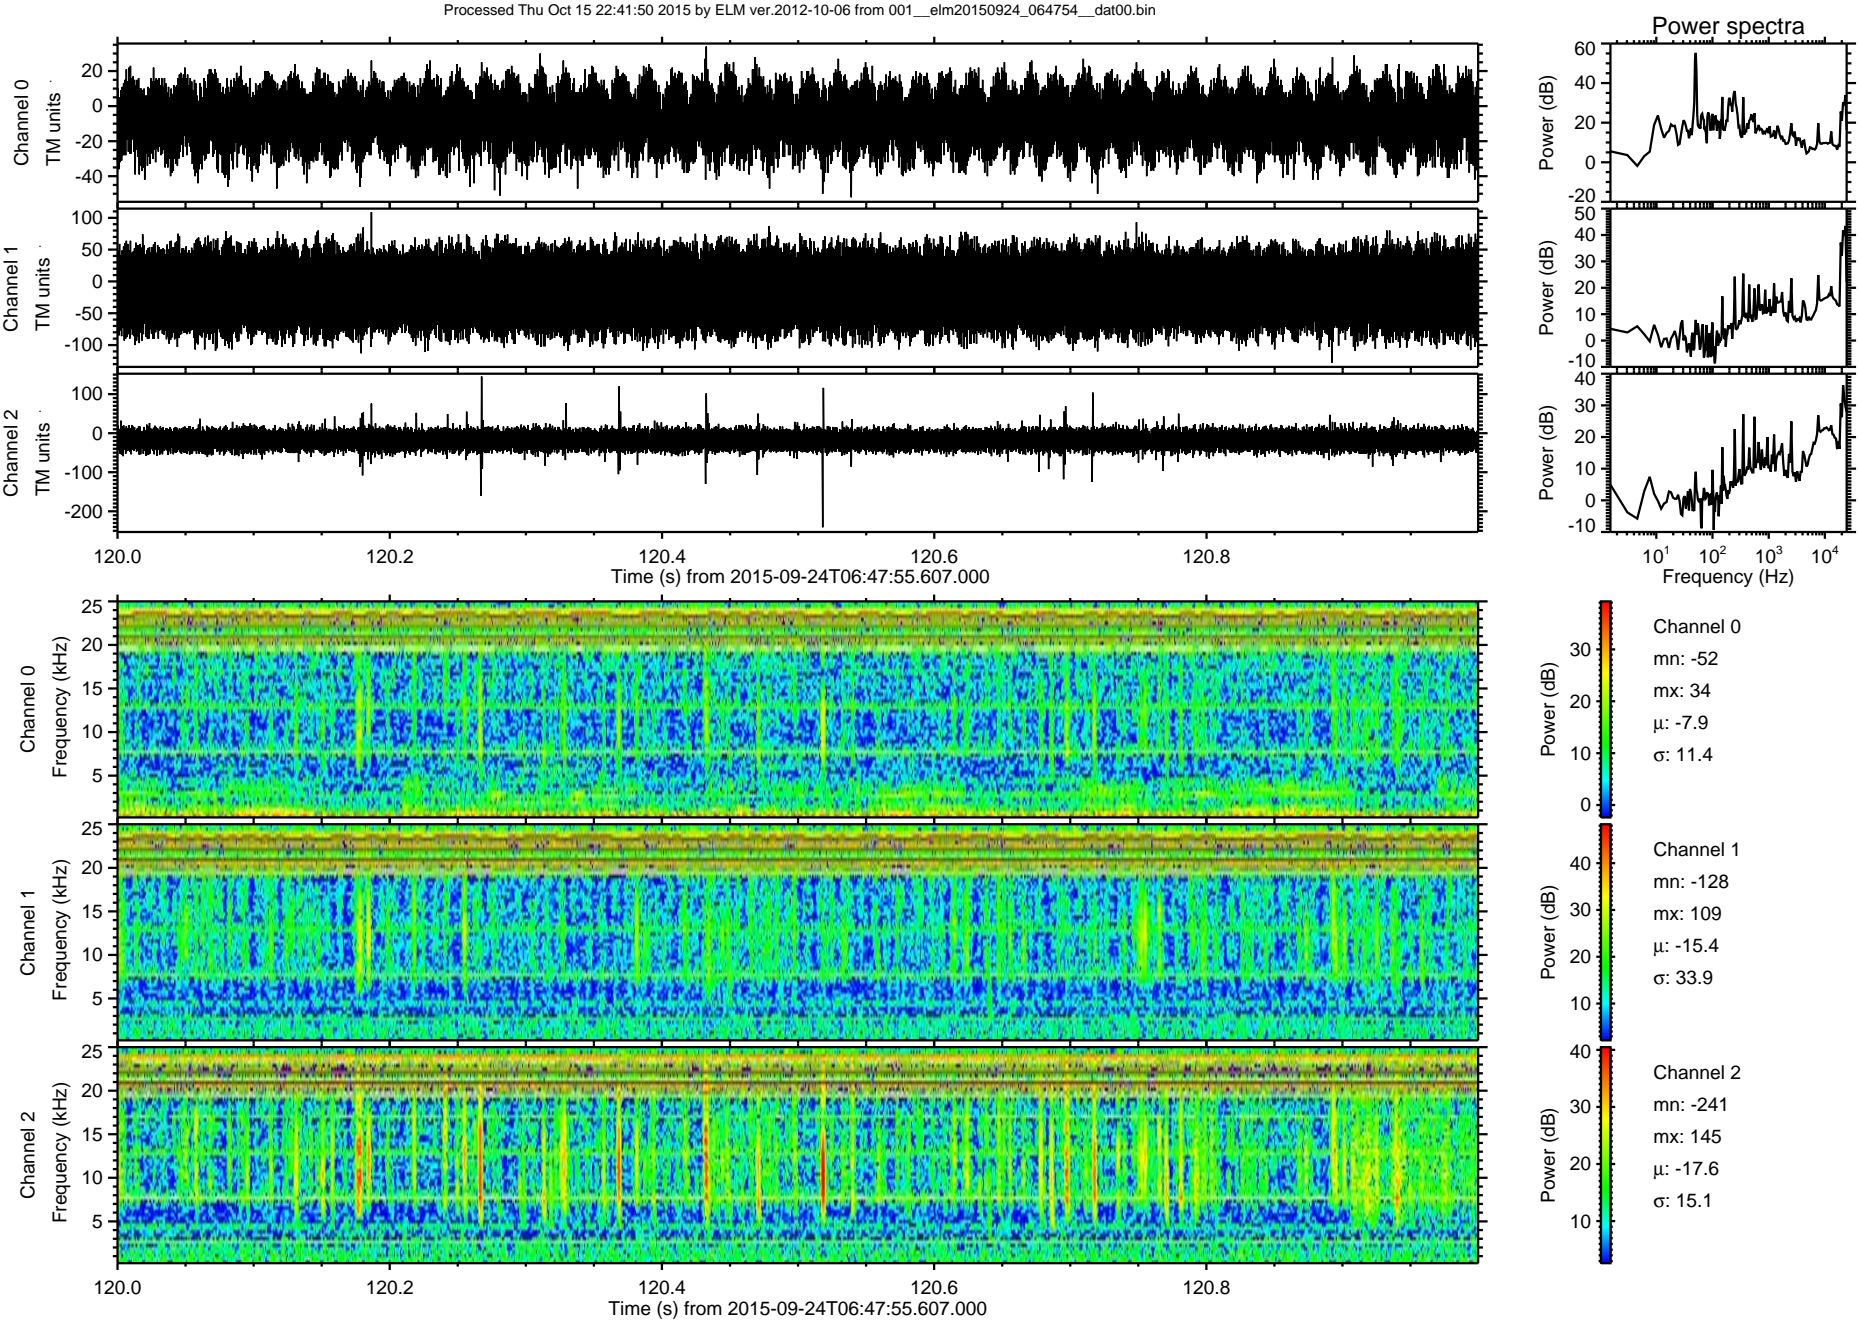 Processed Thu Oct 15 22:41:50 2015 by ELM ver.2012-10-06 from 001__elm20150924_064754__dat00.bin
Power spectra
Channel 0
TM units
20
0
-20
-40
Power (dB)
60
40
20
0
-20
Channel 1
TM units
100
50
0
-50
-100
Power (dB)
50
40
30
20
10
0
-10
Channel 2
TM units
100
0
-100
-200
Power (dB)
40
30
20
10
0
-10
120.0 120.2 120.4 120.6 120.8
Time (s) from 2015-09-24T06:47:55.607.000
10^1 10^2 10^3 10^4
Frequency (Hz)
Channel 0
Frequency (kHz)
25
20
15
10
5
Power (dB)
30
20
10
0
Channel 0
mn: -52
mx: 34
μ: -7.9
σ: 11.4
Channel 1
Frequency (kHz)
25
20
15
10
5
Power (dB)
40
30
20
10
Channel 1
mn: -128
mx: 109
μ: -15.4
σ: 33.9
Channel 2
Frequency (kHz)
25
20
15
10
5
Power (dB)
40
30
20
10
Channel 2
mn: -241
mx: 145
μ: -17.6
σ: 15.1
120.0 120.2 120.4 120.6 120.8
Time (s) from 2015-09-24T06:47:55.607.000